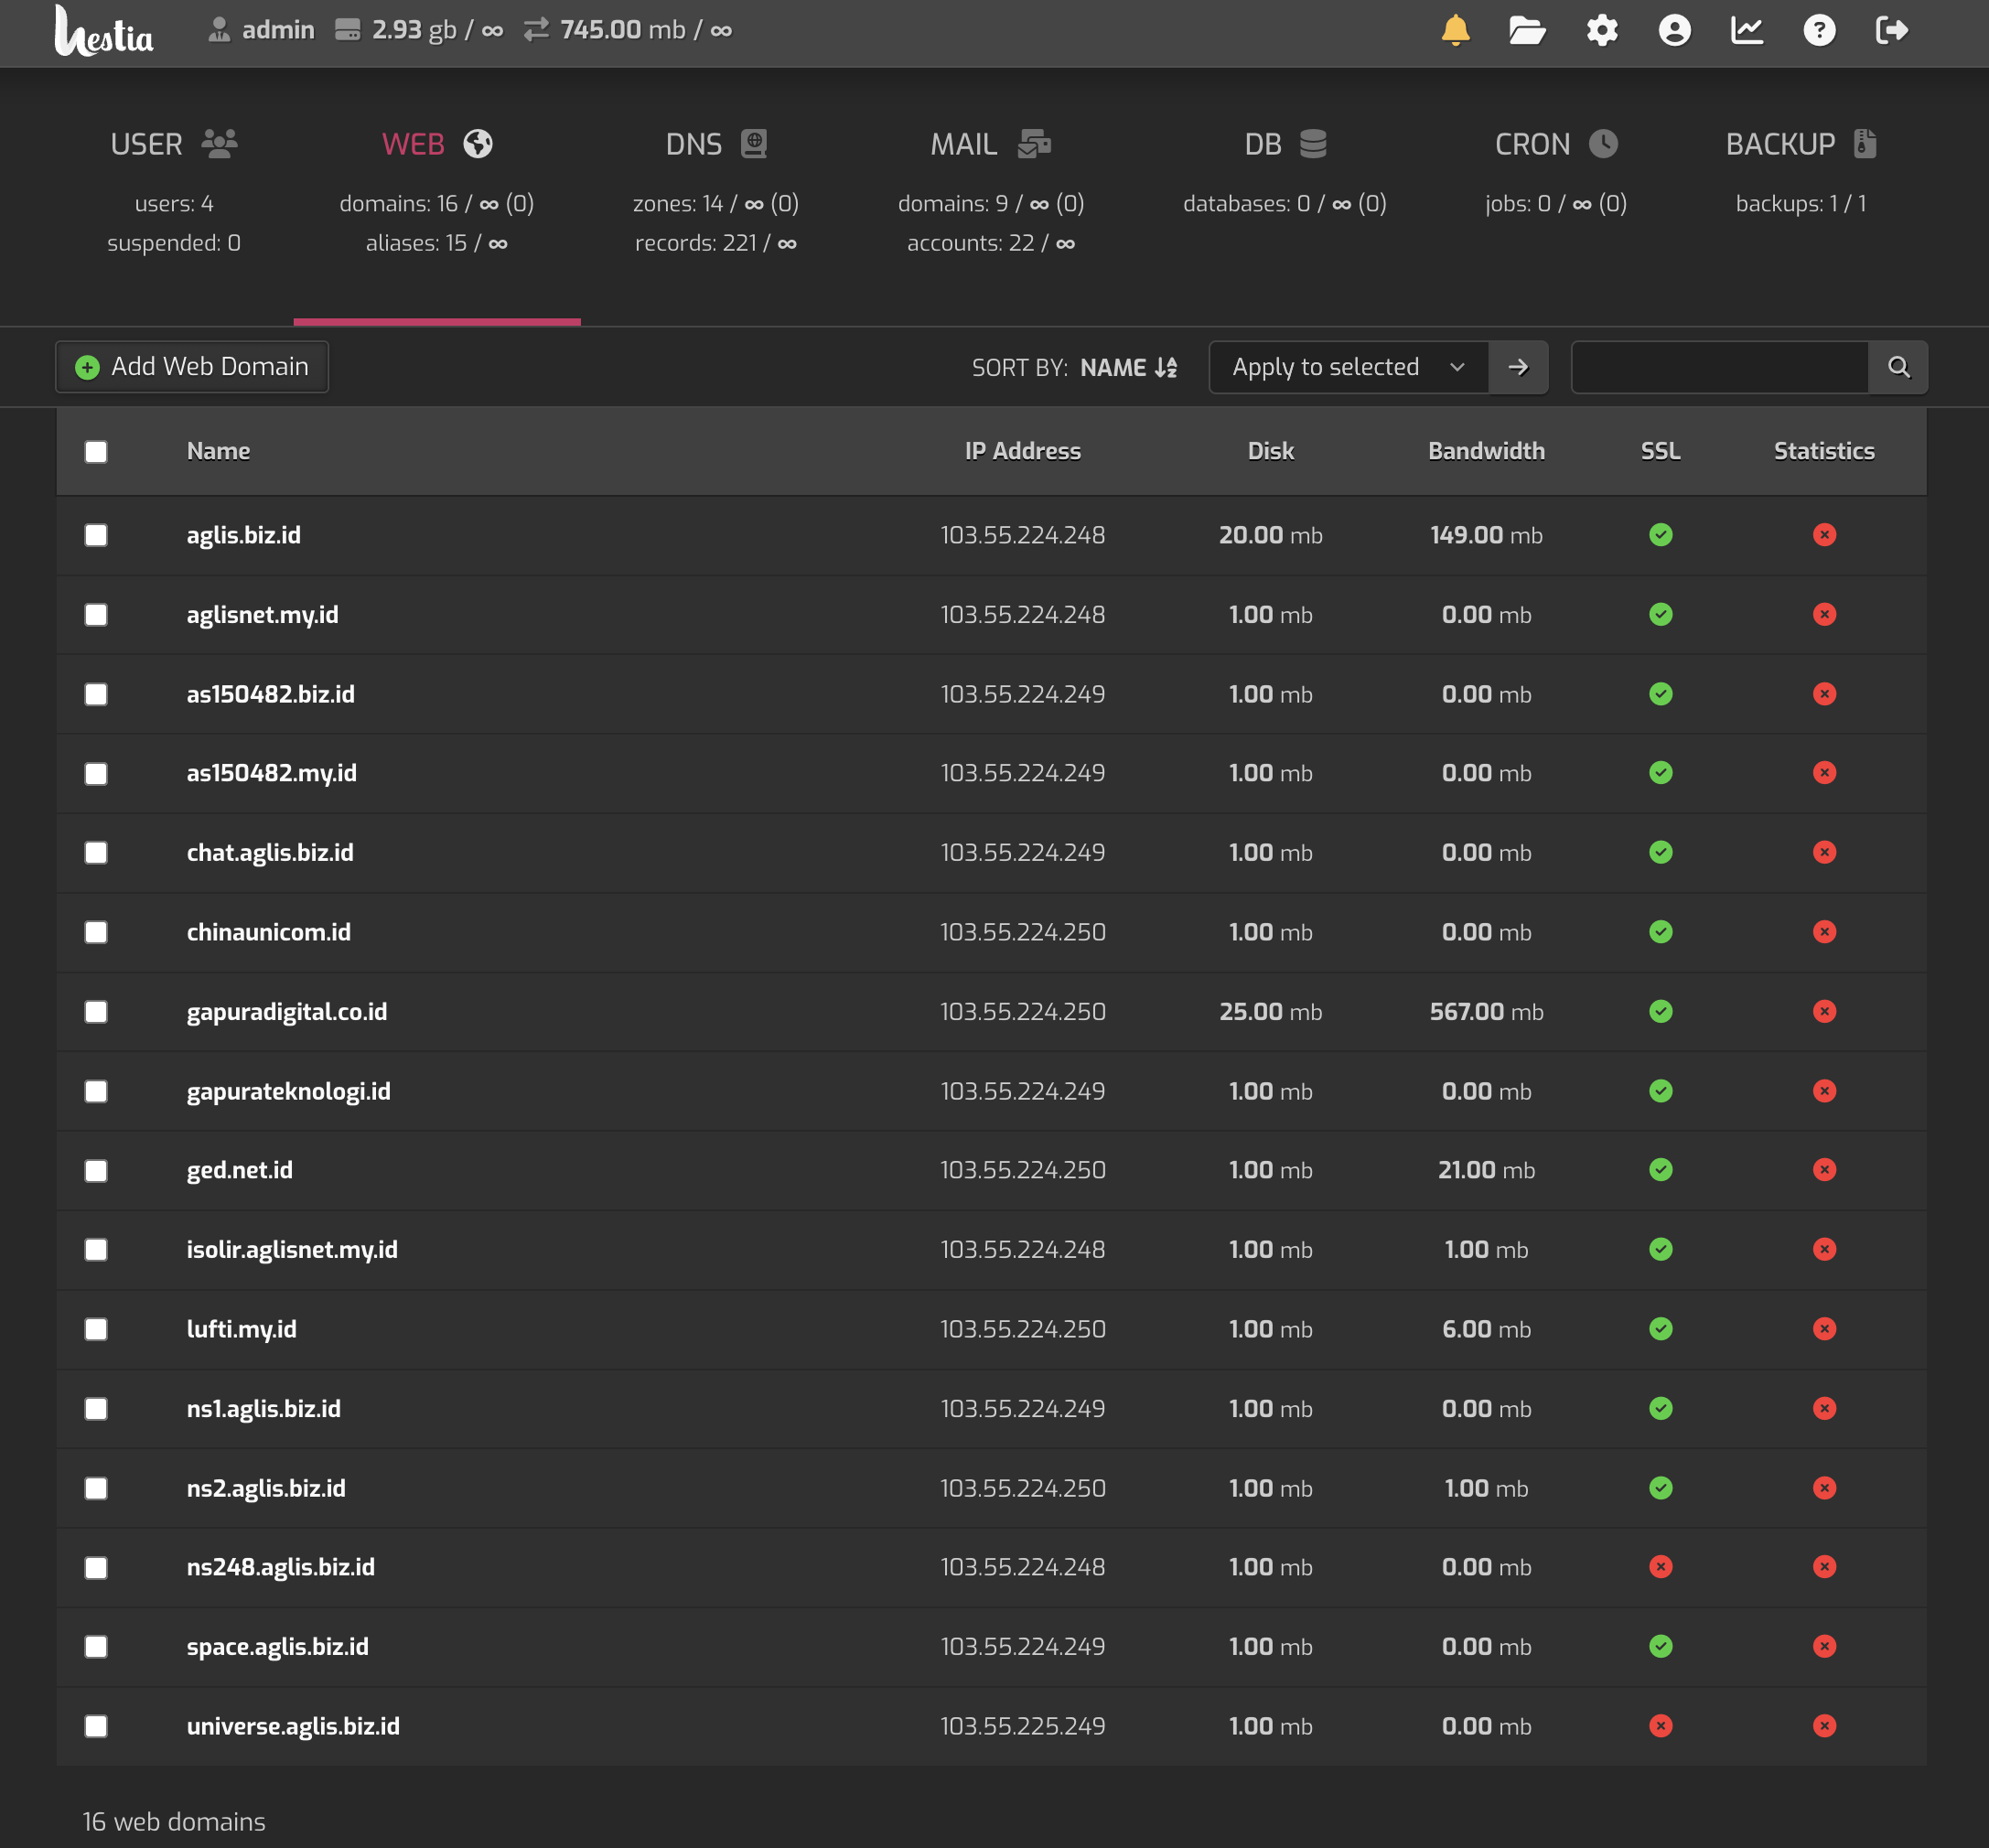 hestia admin 2.93 gb / ∞ 745.00 mb / ∞
USER WEB DNS MAIL DB CRON BACKUP
users: 4 domains: 16 / ∞ (0) zones: 14 / ∞ (0) domains: 9 / ∞ (0) databases: 0 / ∞ (0) jobs: 0 / ∞ (0) backups: 1 / 1
suspended: 0 aliases: 15 / ∞ records: 221 / ∞ accounts: 22 / ∞
Add Web Domain SORT BY: NAME Apply to selected
Name IP Address Disk Bandwidth SSL Statistics
aglis.biz.id 103.55.224.248 20.00 mb 149.00 mb
aglisnet.my.id 103.55.224.248 1.00 mb 0.00 mb
as150482.biz.id 103.55.224.249 1.00 mb 0.00 mb
as150482.my.id 103.55.224.249 1.00 mb 0.00 mb
chat.aglis.biz.id 103.55.224.249 1.00 mb 0.00 mb
chinaunicom.id 103.55.224.250 1.00 mb 0.00 mb
gapuradigital.co.id 103.55.224.250 25.00 mb 567.00 mb
gapurateknologi.id 103.55.224.249 1.00 mb 0.00 mb
ged.net.id 103.55.224.250 1.00 mb 21.00 mb
isolir.aglisnet.my.id 103.55.224.248 1.00 mb 1.00 mb
lufti.my.id 103.55.224.250 1.00 mb 6.00 mb
ns1.aglis.biz.id 103.55.224.249 1.00 mb 0.00 mb
ns2.aglis.biz.id 103.55.224.250 1.00 mb 1.00 mb
ns248.aglis.biz.id 103.55.224.248 1.00 mb 0.00 mb
space.aglis.biz.id 103.55.224.249 1.00 mb 0.00 mb
universe.aglis.biz.id 103.55.225.249 1.00 mb 0.00 mb
16 web domains